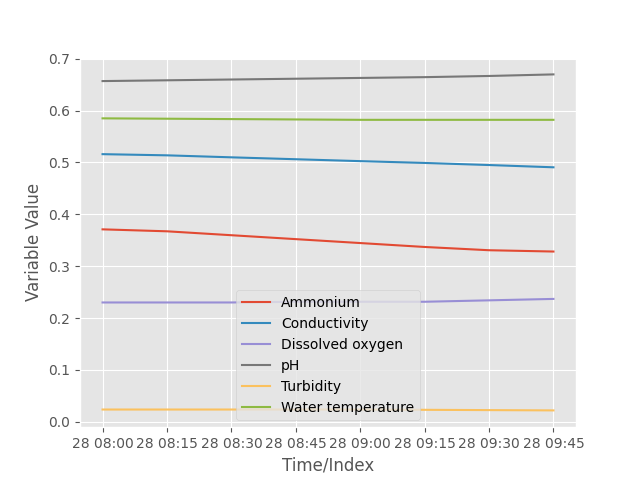 0.7
0.6
0.5
0.4
0.3
0.2
0.1
0.0
Variable Value
Ammonium
Conductivity
Dissolved oxygen
pH
Turbidity
Water temperature
28 08:00 28 08:15 28 08:30 28 08:45 28 09:00 28 09:15 28 09:30 28 09:45
Time/Index